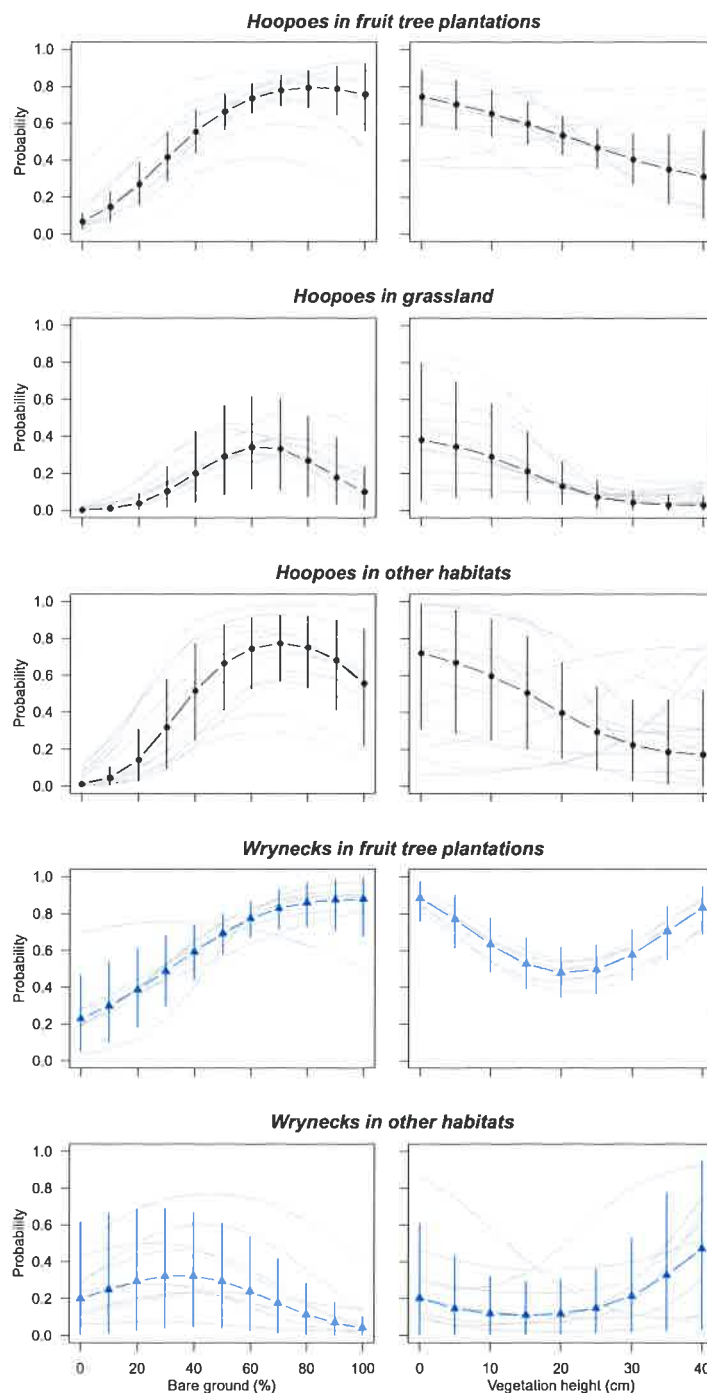 Hoopoes in fruit tree plantations
Probability
1.0
0.8
0.6
0.4
0.2
0.0
Hoopoes in grassland
Probability
1.0
0.8
0.6
0.4
0.2
0.0
Hoopoes in other habitats
Probability
1.0
0.8
0.6
0.4
0.2
0.0
Wrynecks in fruit tree plantations
Probability
1.0
0.8
0.6
0.4
0.2
0.0
Wrynecks in other habitats
Probability
1.0
0.8
0.6
0.4
0.2
0.0
0 20 40 60 80 100 0 10 20 30 40
Bare ground (%) Vegetation height (cm)